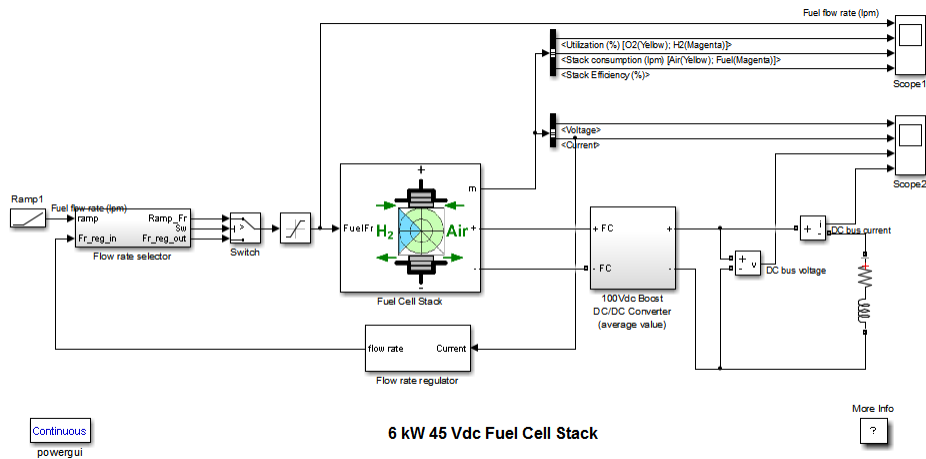 Fuel flow rate (lpm)
<Utilization (%) [O2(Yellow); H2(Magenta)]>
<Stack consumption (lpm) [Air(Yellow); Fuel(Magenta)]>
<Stack Efficiency (%)>
Scope1
<Voltage>
<Current>
Scope2
Ramp1
Fuel flow rate (lpm)
ramp
Fr_reg_in
Ramp_Fr
Sw
Fr_reg_out
Flow rate selector
Switch
+
m
FuelFr
H2
Air
+
-
-
Fuel Cell Stack
+ FC
- FC
+
-
100Vdc Boost
DC/DC Converter
(average value)
+
-
v
DC bus voltage
+
-
i
DC bus current
+
flow rate
Current
Flow rate regulator
Continuous
powergui
6 kW 45 Vdc Fuel Cell Stack
More Info
?